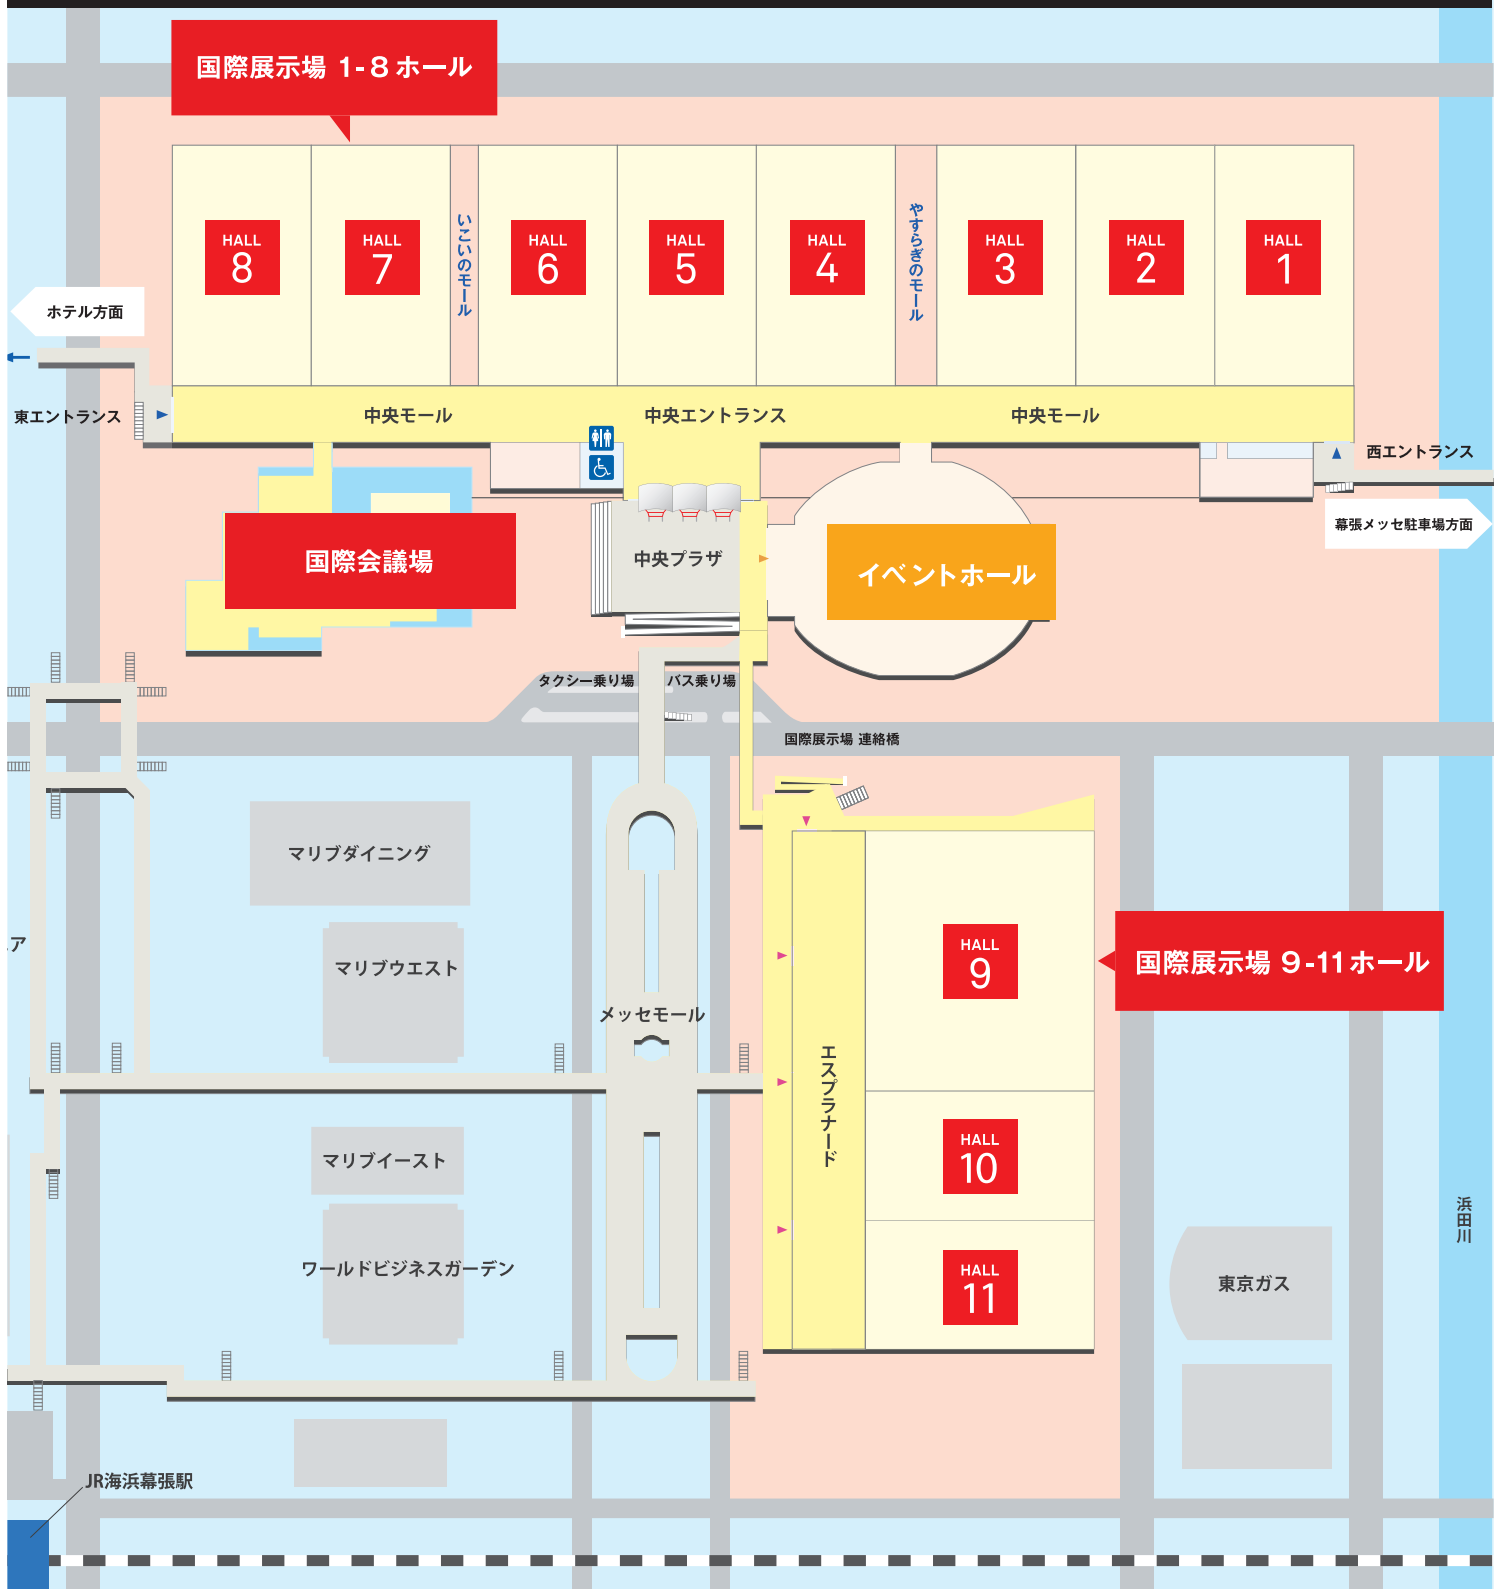 国際展示場 1-8 ホール
HALL
8
HALL
7
いこいのモール
HALL
6
HALL
5
HALL
4
やすらぎのモール
HALL
3
HALL
2
HALL
1
ホテル方面
東エントランス
中央モール
中央エントランス
中央モール
西エントランス
幕張メッセ駐車場方面
国際会議場
中央プラザ
イベントホール
タクシー乗り場
バス乗り場
国際展示場 連絡橋
マリブダイニング
マリブウエスト
ア
メッセモール
HALL
9
国際展示場 9-11ホール
エスプラナード
HALL
10
マリブイースト
HALL
11
ワールドビジネスガーデン
浜田川
東京ガス
JR海浜幕張駅